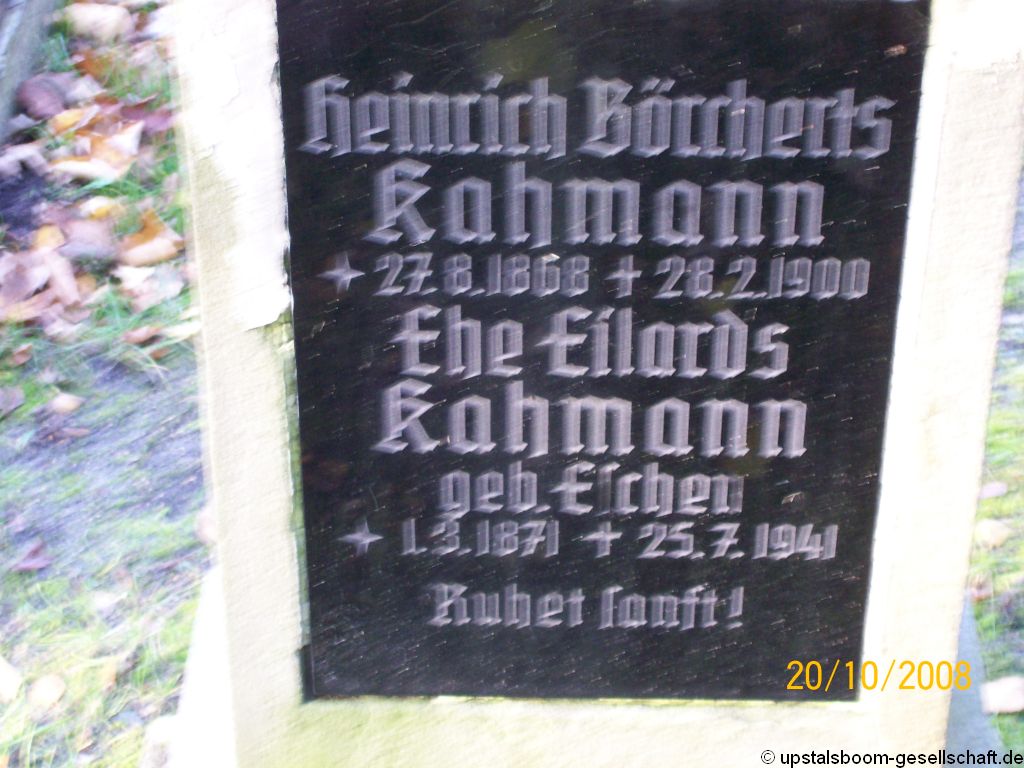 Heinrich Börcherts
Kahmann
* 27.8.1868 † 28.2.1900
Ehe Eilards
Kahmann
geb. Eschen
* 1.3.1871 † 25.7.1941
Ruhet sanft!
20/10/2008
© upstalsboom-gesellschaft.de